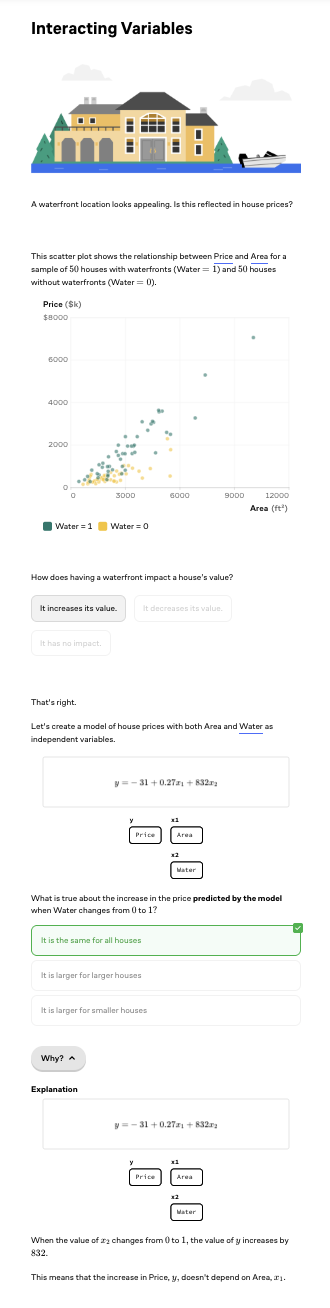 Interacting Variables
A waterfront location looks appealing. Is this reflected in house prices?
This scatter plot shows the relationship between Price and Area for a
sample of 50 houses with waterfronts (Water = 1) and 50 houses
without waterfronts (Water = 0).
Price ($k)
$8000
6000
4000
2000
0
0 3000 6000 9000 12000
Area (ft²)
Water = 1 Water = 0
How does having a waterfront impact a house's value?
It increases its value. It decreases its value.
It has no impact.
That's right.
Let's create a model of house prices with both Area and Water as
independent variables.
y = − 31 + 0.27x₁ + 832x₂
y x1
Price Area
x2
Water
What is true about the increase in the price predicted by the model
when Water changes from 0 to 1?
It is the same for all houses
It is larger for larger houses
It is larger for smaller houses
Why?
Explanation
y = − 31 + 0.27x₁ + 832x₂
y x1
Price Area
x2
Water
When the value of x₂ changes from 0 to 1, the value of y increases by
832.
This means that the increase in Price, y, doesn't depend on Area, x₁.